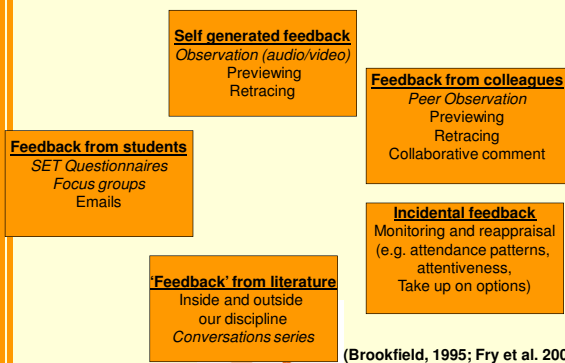 Self generated feedback
Observation (audio/video)
Previewing
Retracing
Feedback from colleagues
Peer Observation
Previewing
Retracing
Collaborative comment
Feedback from students
SET Questionnaires
Focus groups
Emails
Incidental feedback
Monitoring and reappraisal
(e.g. attendance patterns,
attentiveness,
Take up on options)
'Feedback' from literature
Inside and outside
our discipline
Conversations series
(Brookfield, 1995; Fry et al. 200